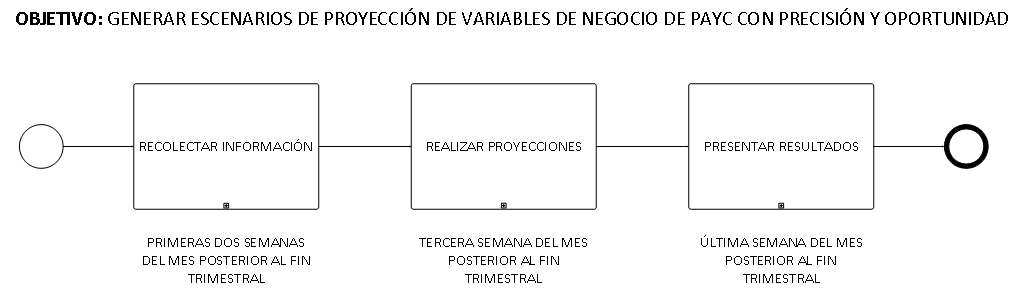 OBJETIVO: GENERAR ESCENARIOS DE PROYECCIÓN DE VARIABLES DE NEGOCIO DE PAYC CON PRECISIÓN Y OPORTUNIDAD
RECOLECTAR INFORMACIÓN
REALIZAR PROYECCIONES
PRESENTAR RESULTADOS
PRIMERAS DOS SEMANAS
DEL MES POSTERIOR AL FIN
TRIMESTRAL
TERCERA SEMANA DEL MES
POSTERIOR AL FIN
TRIMESTRAL
ÚLTIMA SEMANA DEL MES
POSTERIOR AL FIN
TRIMESTRAL